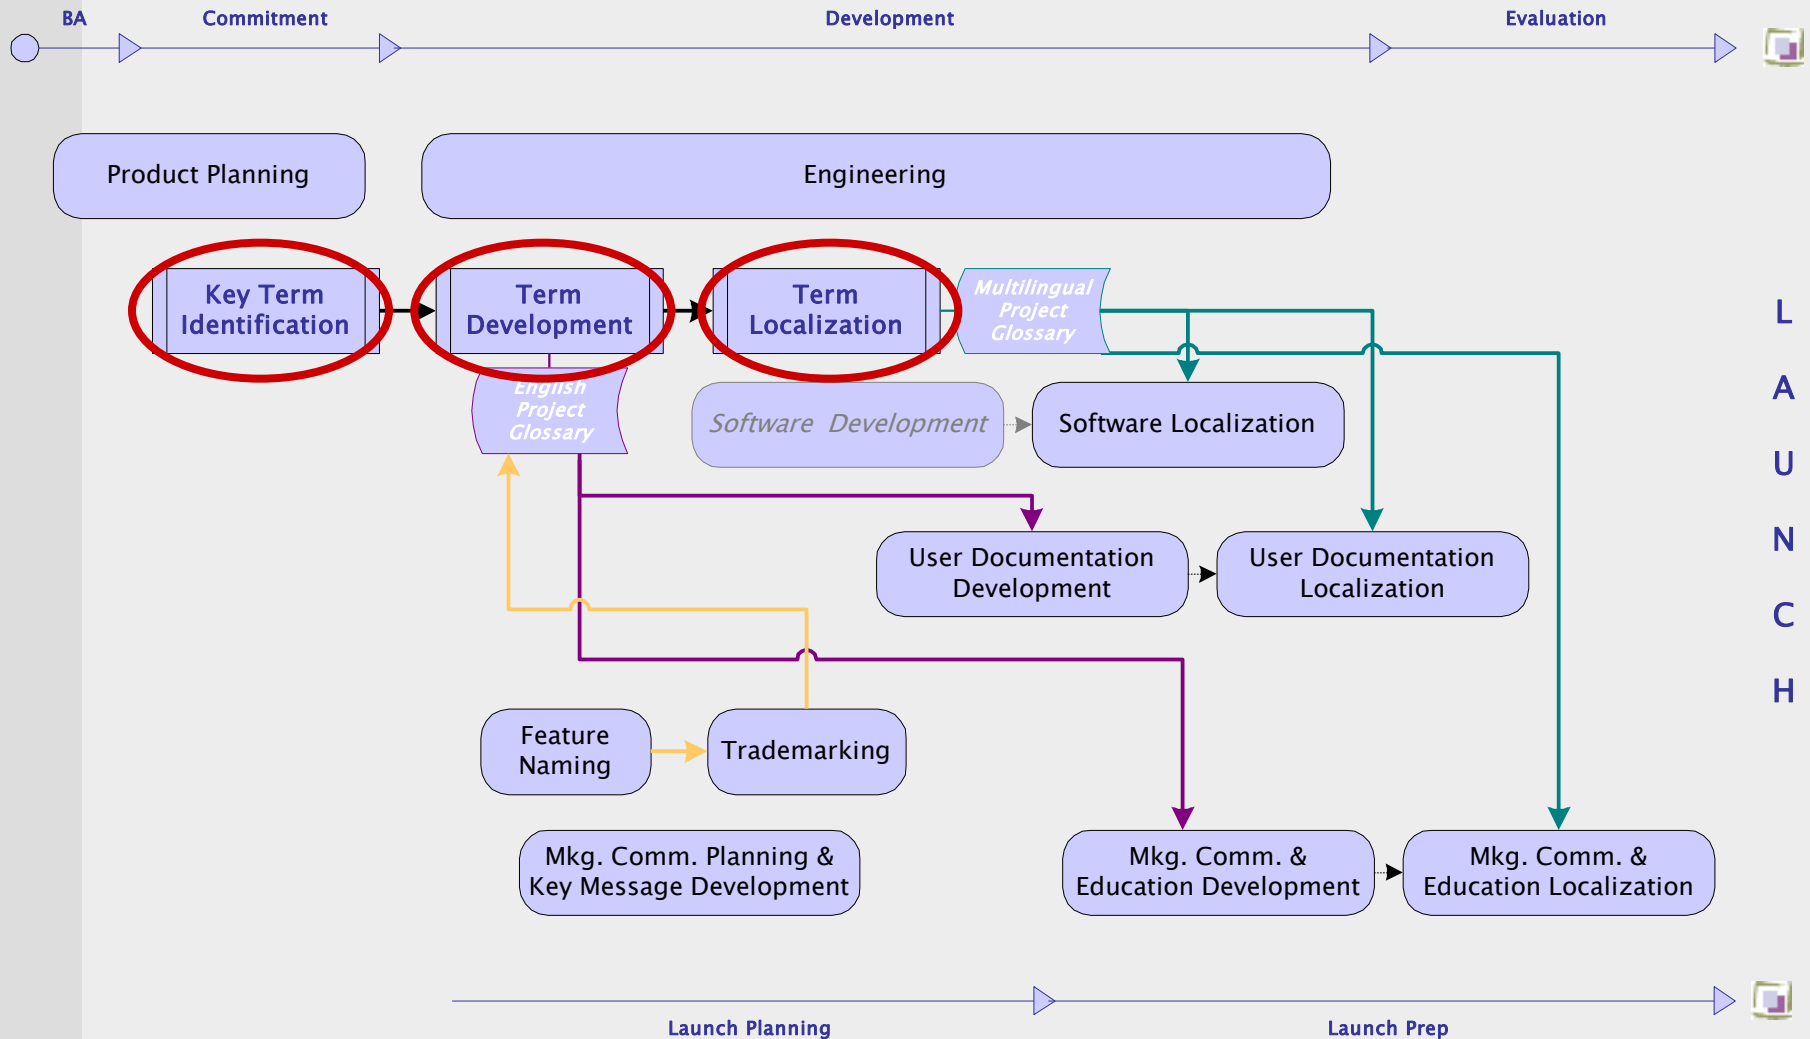 BA
Commitment
Development
Evaluation
Product Planning
Engineering
Key Term
Identification
Term
Development
Term
Localization
Multilingual
Project
Glossary
English
Project
Glossary
Software Development
Software Localization
User Documentation
Development
User Documentation
Localization
Feature
Naming
Trademarking
Mkg. Comm. Planning &
Key Message Development
Mkg. Comm. &
Education Development
Mkg. Comm. &
Education Localization
L
A
U
N
C
H
Launch Planning
Launch Prep